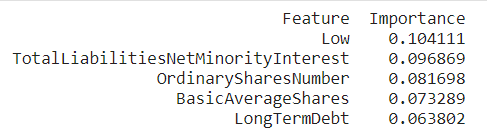 Feature Importance
Low 0.104111
TotalLiabilitiesNetMinorityInterest 0.096869
OrdinarySharesNumber 0.081698
BasicAverageShares 0.073289
LongTermDebt 0.063802